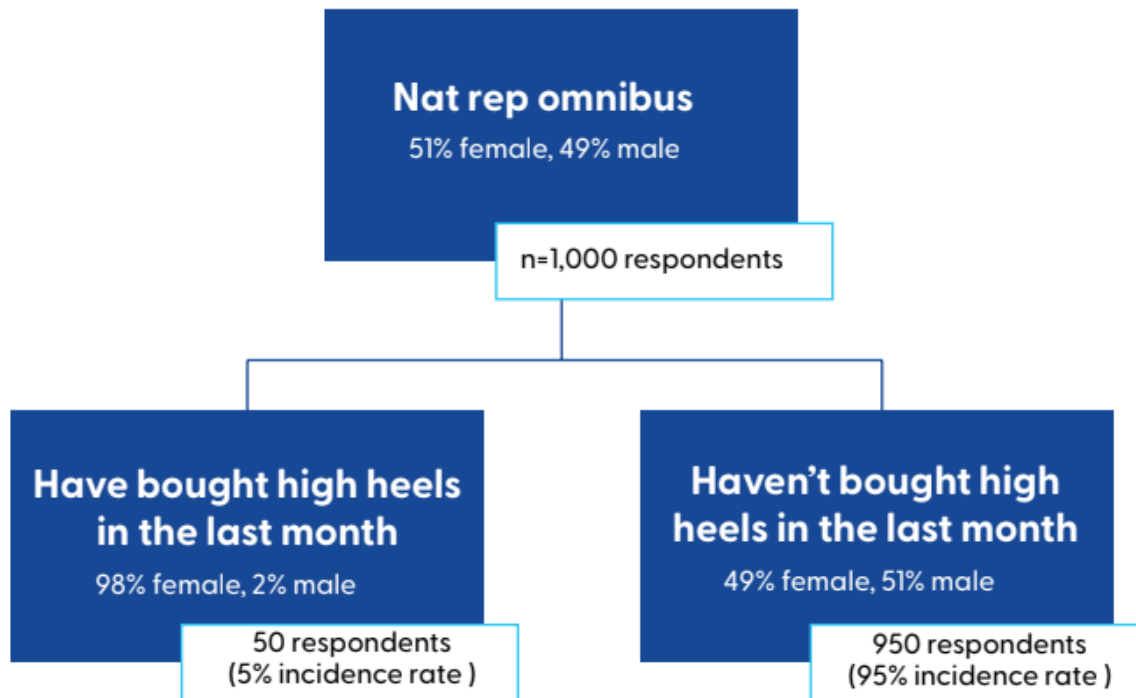 Nat rep omnibus
51% female, 49% male
n=1,000 respondents
Have bought high heels
in the last month
98% female, 2% male
50 respondents
(5% incidence rate )
Haven’t bought high
heels in the last month
49% female, 51% male
950 respondents
(95% incidence rate )